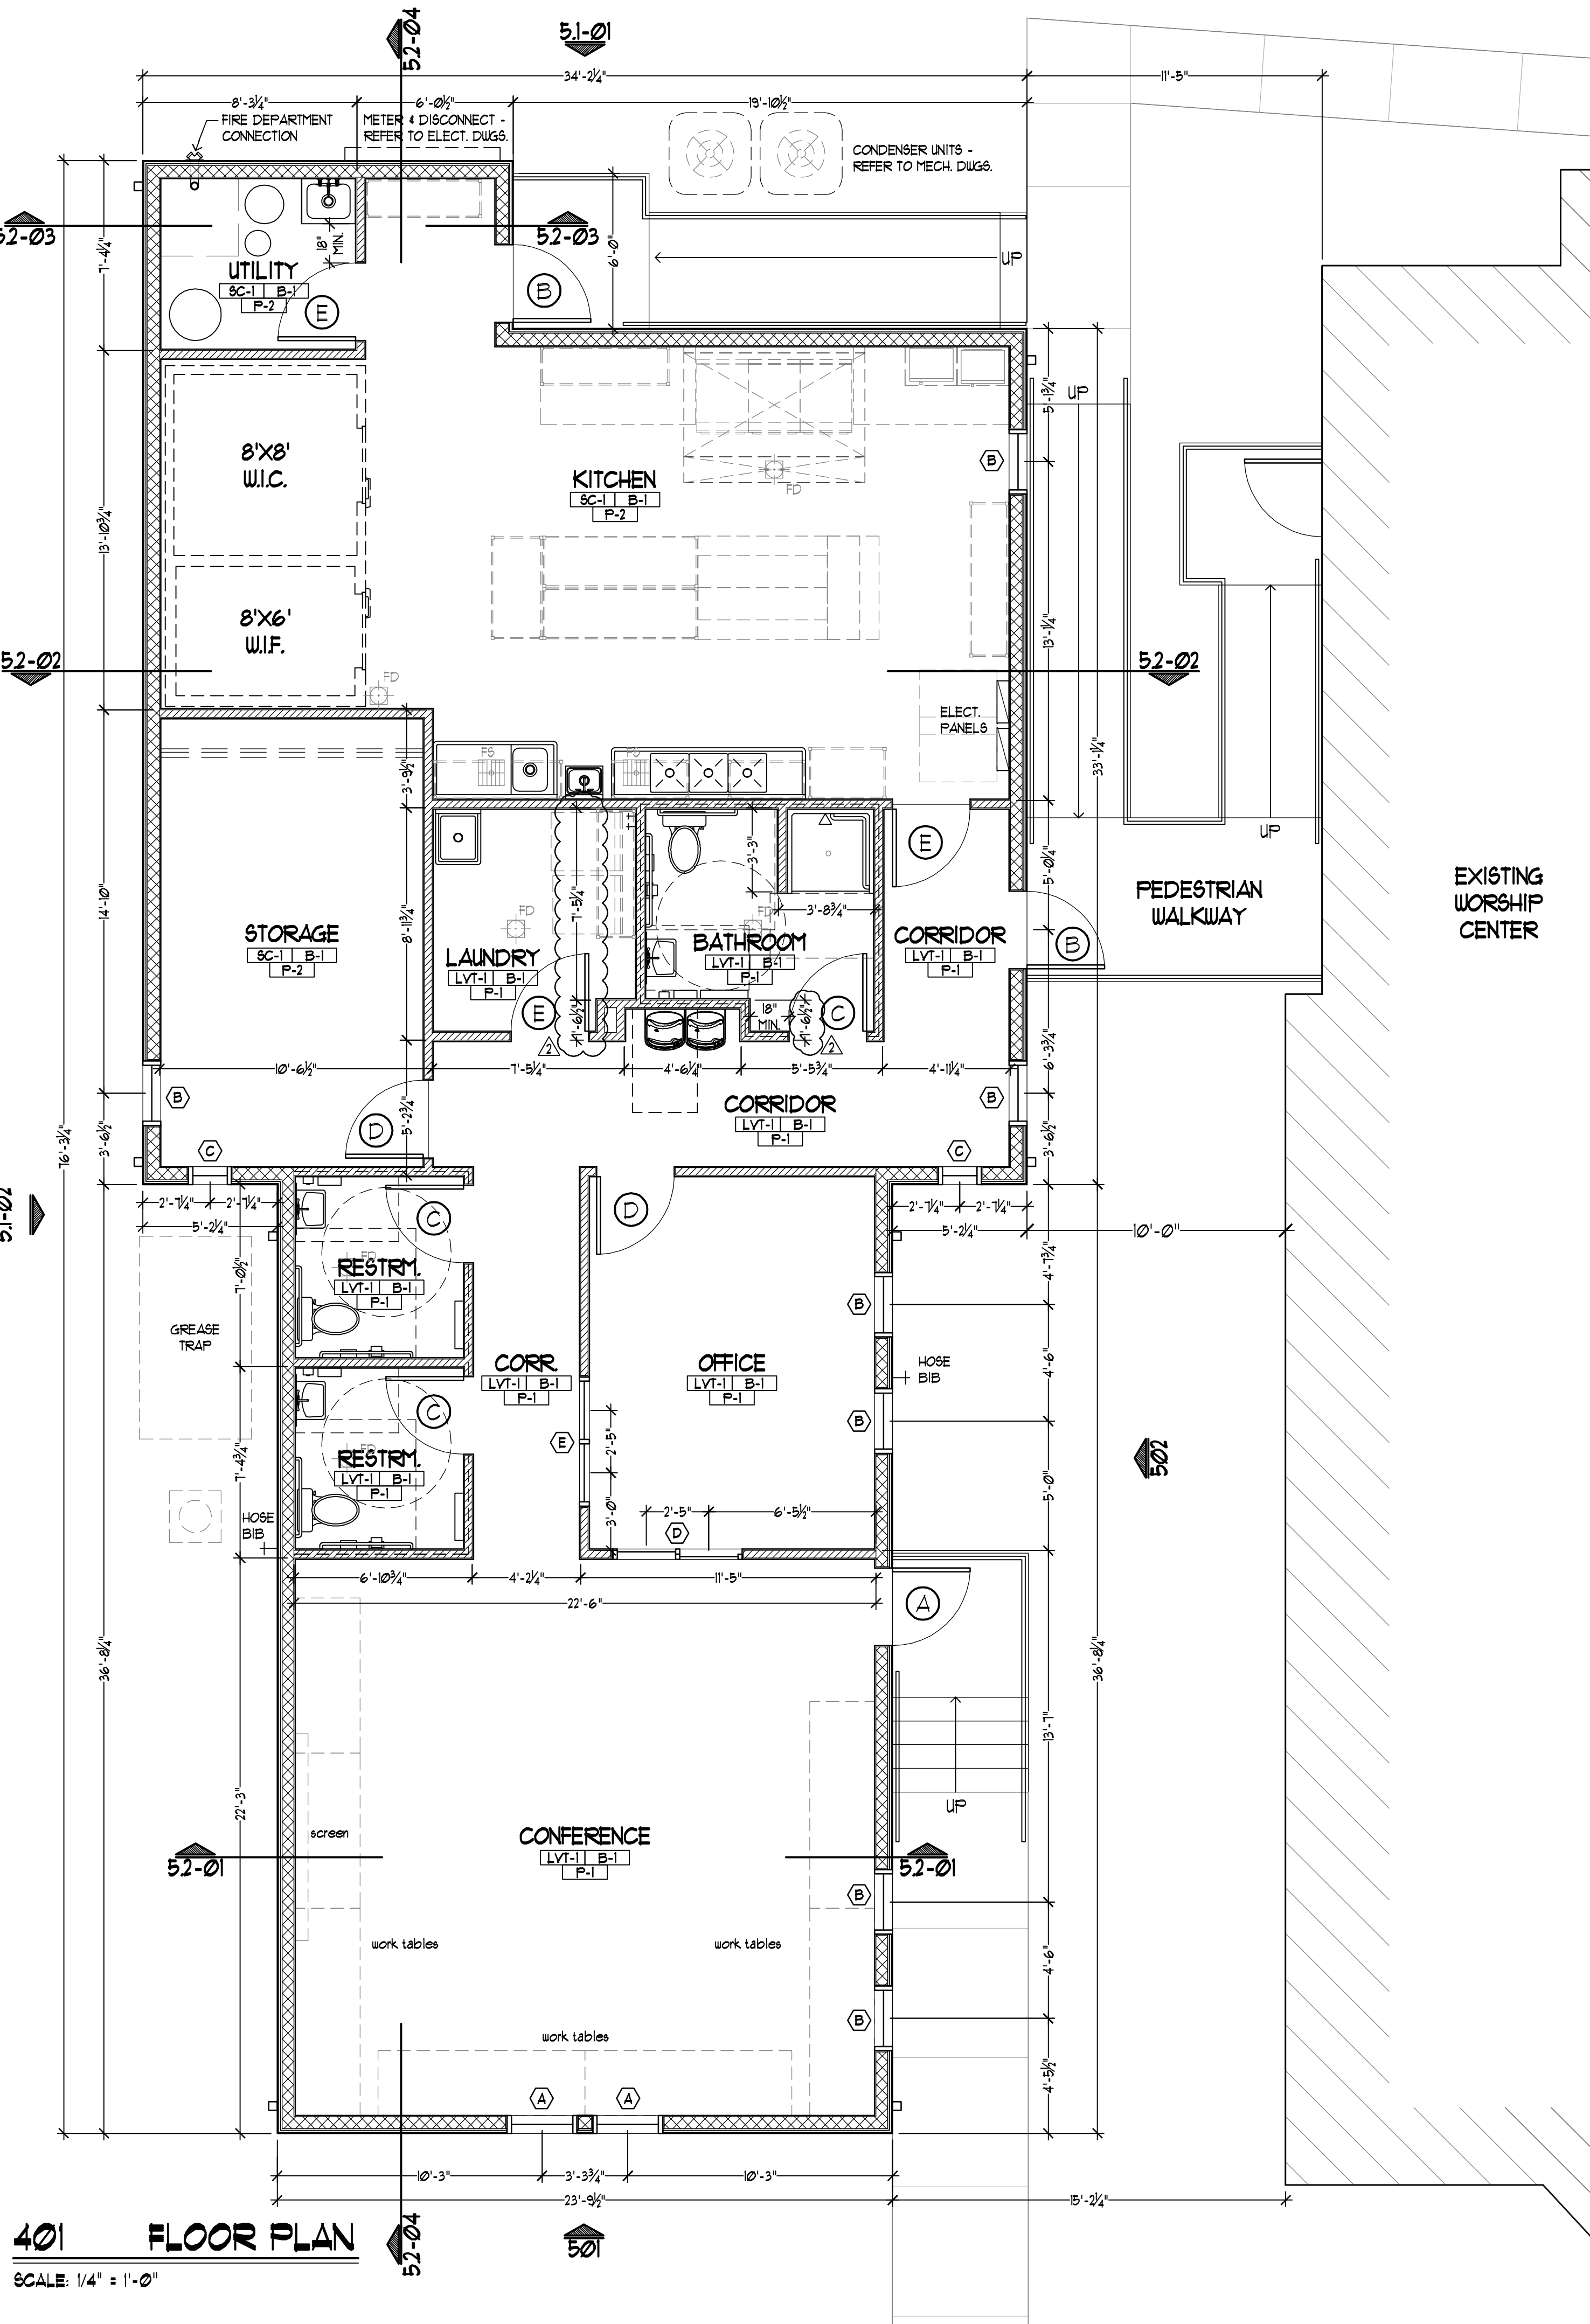 5.2-04
5.1-01
34'-2¼"
11'-5"
8'-3¼"
6'-0½"
19'-10½"
FIRE DEPARTMENT
CONNECTION
METER & DISCONNECT -
REFER TO ELECT. DWGS.
CONDENSER UNITS -
REFER TO MECH. DWGS.
5.2-03
5.2-03
18"
MIN.
7'-4¼"
6'-0"
UP
UTILITY
SC-1 B-1
P-2
E
B
8'X8'
W.I.C.
KITCHEN
SC-1 B-1
P-2
FD
B
5'-1¾"
UP
13'-10¾"
8'X6'
W.I.F.
13'-1¼"
5.2-02
5.2-02
FD
ELECT.
PANELS
33'-1¼"
3'-9½"
FS
FS
UP
E
3'-3"
5'-0¼"
14'-10"
7'-5¼"
3'-8¾"
PEDESTRIAN
WALKWAY
EXISTING
WORSHIP
CENTER
STORAGE
SC-1 B-1
P-2
8'-11¾"
FD
LAUNDRY
LVT-1 B-1
P-1
FD
BATHROOM
LVT-1 B-1
P-1
CORRIDOR
LVT-1 B-1
P-1
B
E
1'-6½"
2
18"
MIN.
1'-6½"
C
2
6'-3¾"
10'-6½"
7'-5¼"
4'-6¼"
5'-5¾"
4'-11¼"
B
B
CORRIDOR
LVT-1 B-1
P-1
D
5'-2¾"
76'-3¼"
3'-6½"
3'-6½"
C
C
5.1-02
2'-7¼"
2'-7¼"
5'-2¼"
C
D
2'-7¼"
2'-7¼"
5'-2¼"
10'-0"
4'-7¾"
7'-0½"
FD
RESTRM.
LVT-1 B-1
P-1
B
GREASE
TRAP
CORR.
LVT-1 B-1
P-1
OFFICE
LVT-1 B-1
P-1
HOSE
BIB
4'-6"
C
B
E
2'-5"
FD
RESTRM.
LVT-1 B-1
P-1
7'-4¾"
502
5'-0"
HOSE
BIB
3'-0"
2'-5"
6'-5½"
D
6'-10¾"
4'-2¼"
11'-5"
22'-6"
A
36'-8¼"
36'-8¼"
13'-7"
22'-3"
UP
screen
CONFERENCE
LVT-1 B-1
P-1
5.2-01
5.2-01
B
work tables
work tables
4'-6"
B
work tables
4'-5½"
A
A
10'-3"
3'-3¾"
10'-3"
23'-9½"
15'-2¼"
401 FLOOR PLAN
SCALE: 1/4" = 1'-0"
5.2-04
501